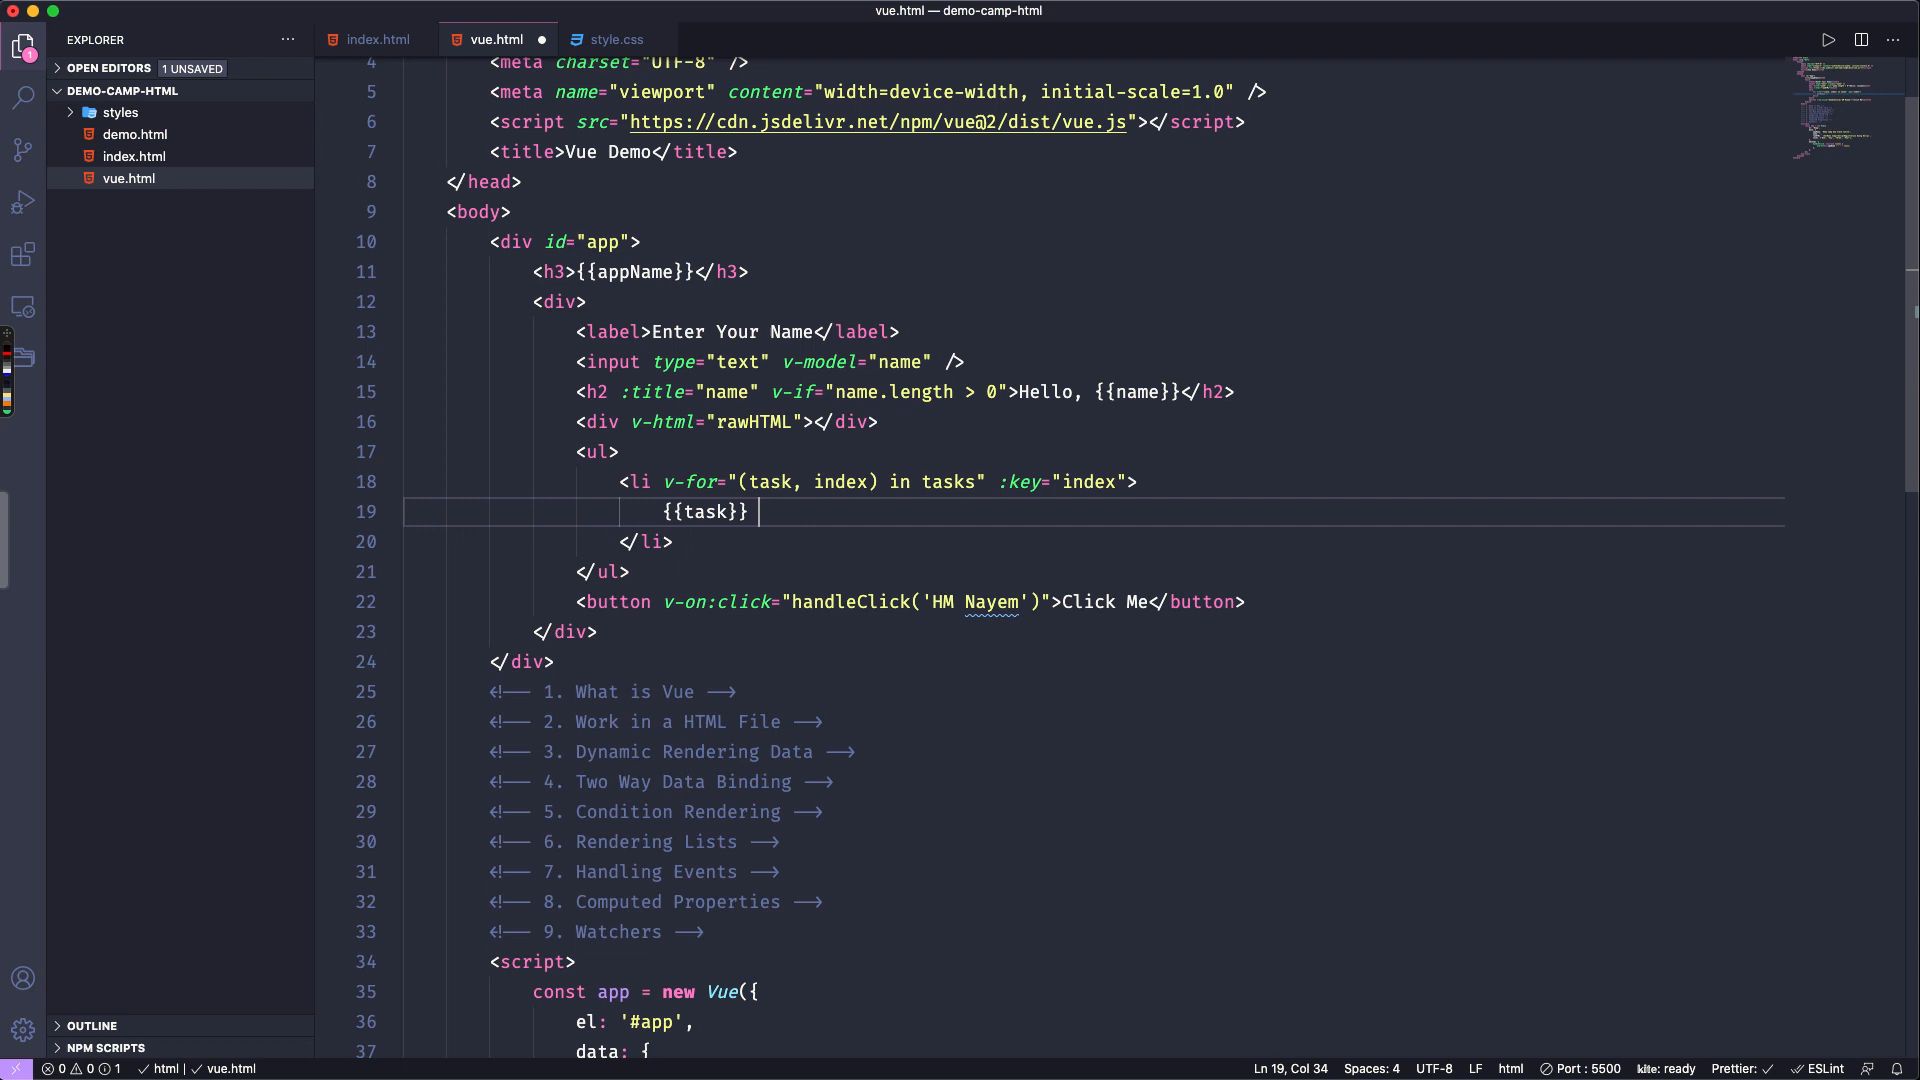 vue.html — demo-camp-html
EXPLORER
index.html
vue.html
style.css
1
OPEN EDITORS 1 UNSAVED
DEMO-CAMP-HTML
styles
demo.html
index.html
vue.html
4 <meta charset="UTF-8" />
5 <meta name="viewport" content="width=device-width, initial-scale=1.0" />
6 <script src="https://cdn.jsdelivr.net/npm/vue@2/dist/vue.js"></script>
7 <title>Vue Demo</title>
8 </head>
9 <body>
10 <div id="app">
11 <h3>{{appName}}</h3>
12 <div>
13 <label>Enter Your Name</label>
14 <input type="text" v-model="name" />
15 <h2 :title="name" v-if="name.length > 0">Hello, {{name}}</h2>
16 <div v-html="rawHTML"></div>
17 <ul>
18 <li v-for="(task, index) in tasks" :key="index">
19 {{task}}
20 </li>
21 </ul>
22 <button v-on:click="handleClick('HM Nayem')">Click Me</button>
23 </div>
24 </div>
25 <!-- 1. What is Vue -->
26 <!-- 2. Work in a HTML File -->
27 <!-- 3. Dynamic Rendering Data -->
28 <!-- 4. Two Way Data Binding -->
29 <!-- 5. Condition Rendering -->
30 <!-- 6. Rendering Lists -->
31 <!-- 7. Handling Events -->
32 <!-- 8. Computed Properties -->
33 <!-- 9. Watchers -->
34 <script>
35 const app = new Vue({
36 el: '#app',
37 data: {
OUTLINE
NPM SCRIPTS
0 0 1 html | vue.html
Ln 19, Col 34 Spaces: 4 UTF-8 LF html Port : 5500 kite: ready Prettier: ESLint